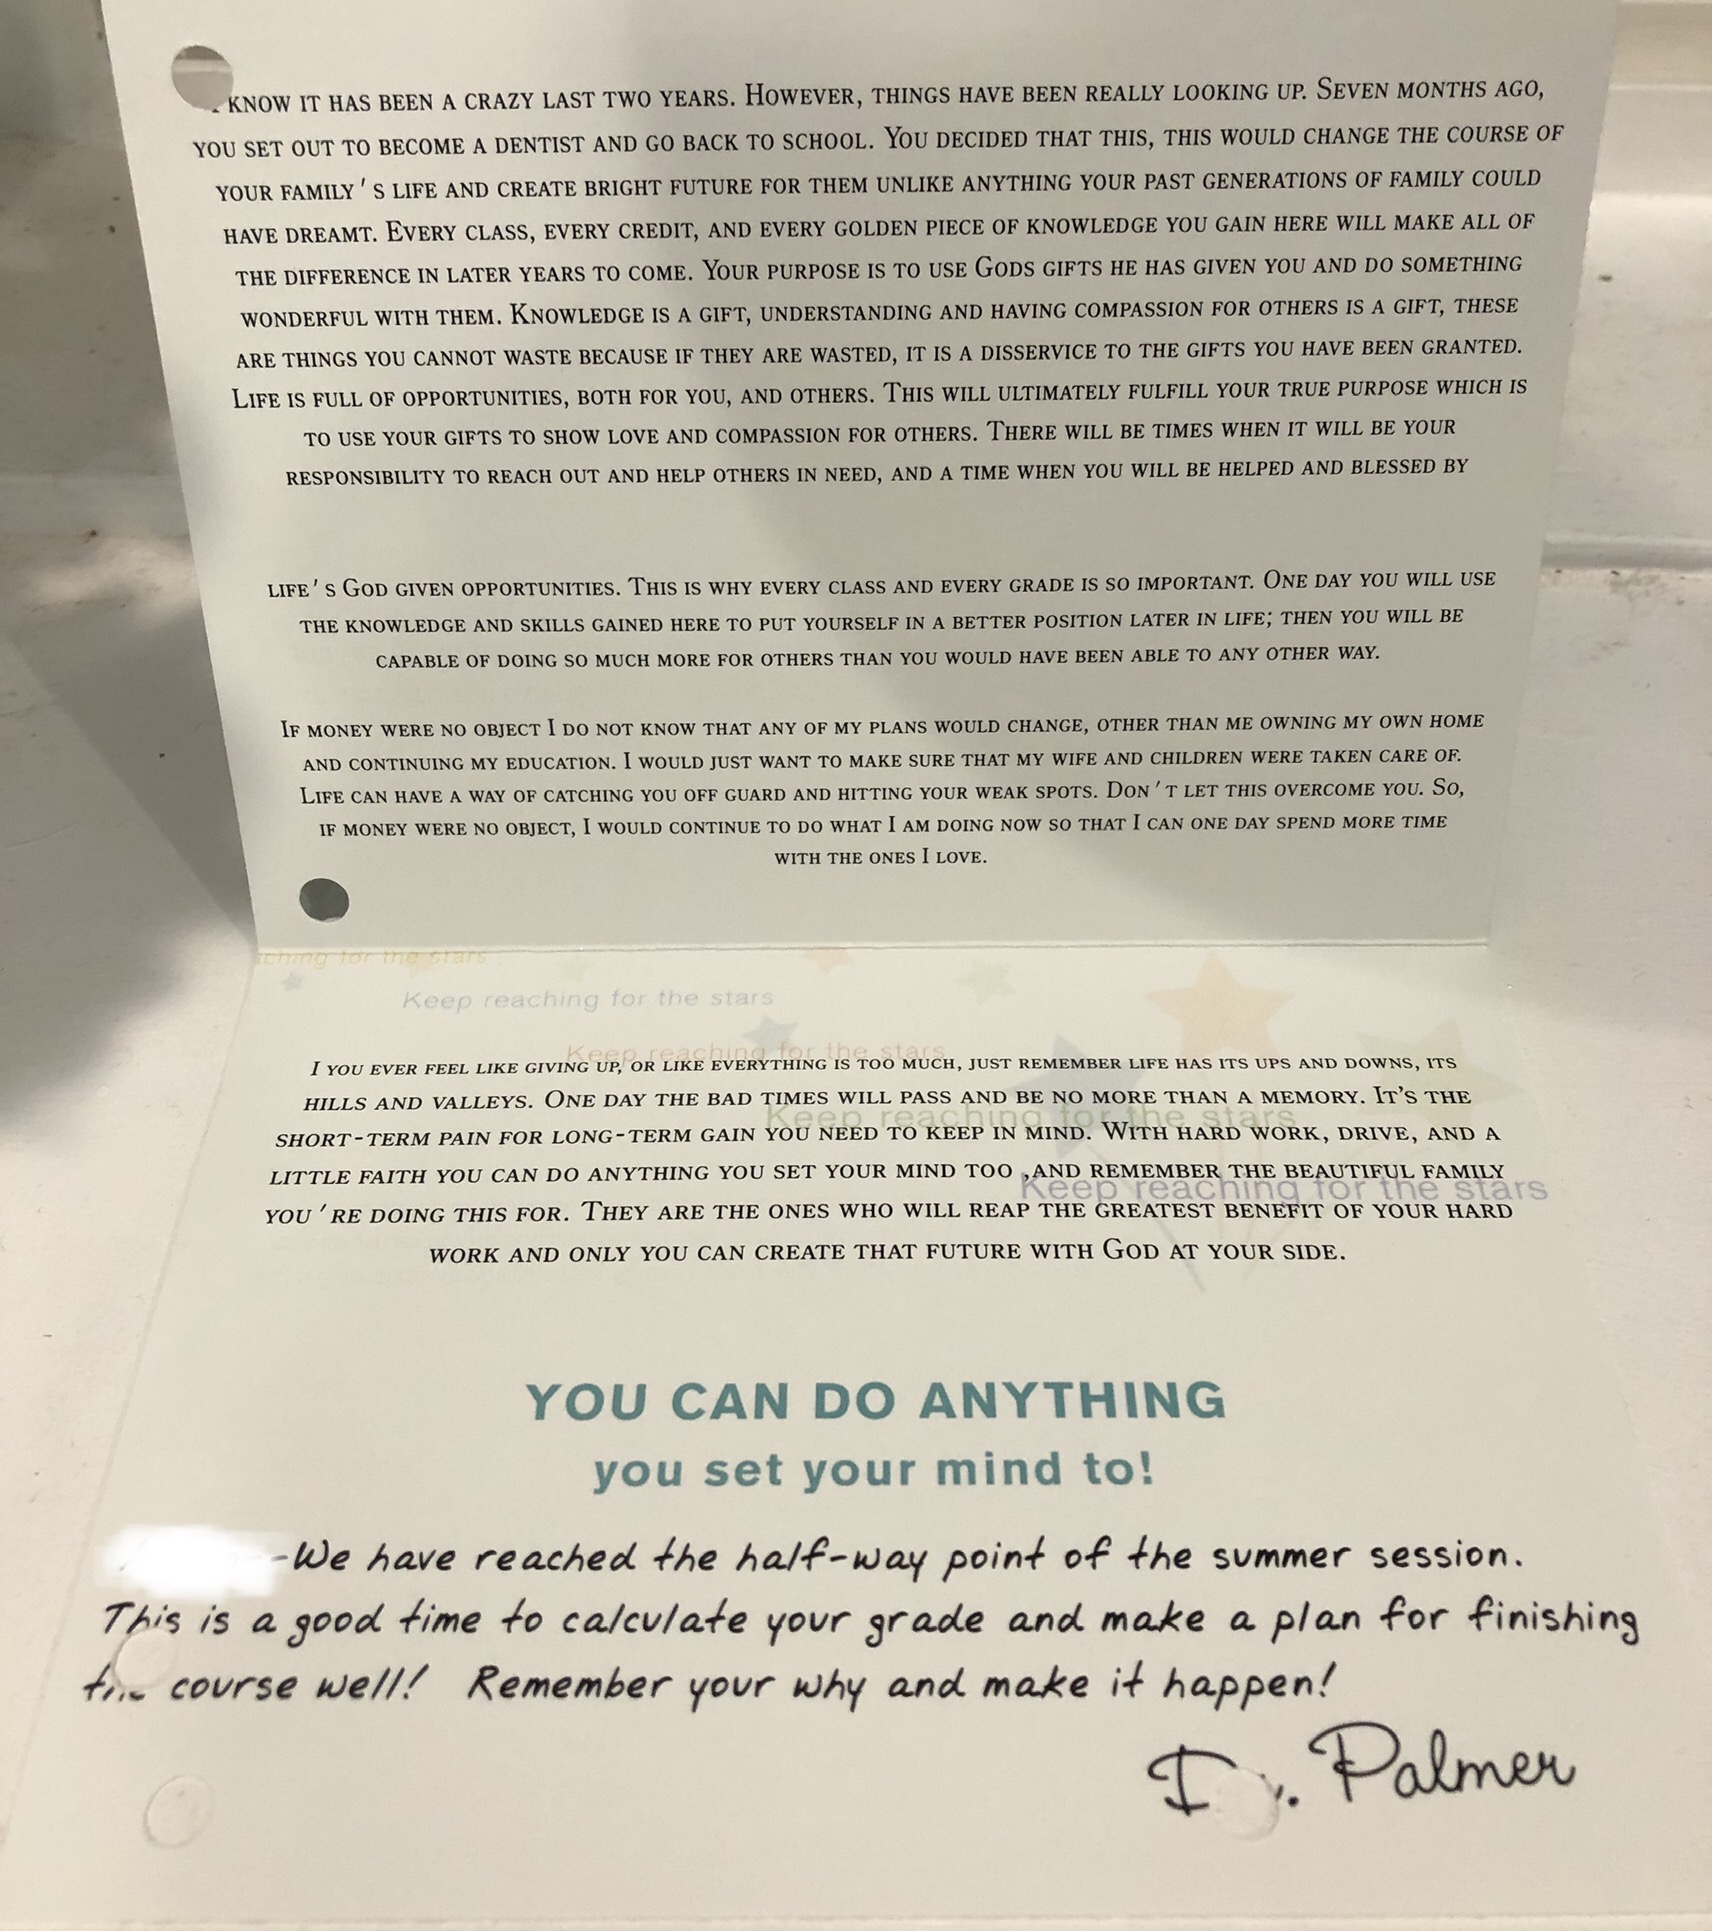 KNOW IT HAS BEEN A CRAZY LAST TWO YEARS. HOWEVER, THINGS HAVE BEEN REALLY LOOKING UP. SEVEN MONTHS AGO,
YOU SET OUT TO BECOME A DENTIST AND GO BACK TO SCHOOL. YOU DECIDED THAT THIS, THIS WOULD CHANGE THE COURSE OF
YOUR FAMILY'S LIFE AND CREATE BRIGHT FUTURE FOR THEM UNLIKE ANYTHING YOUR PAST GENERATIONS OF FAMILY COULD
HAVE DREAMT. EVERY CLASS, EVERY CREDIT, AND EVERY GOLDEN PIECE OF KNOWLEDGE YOU GAIN HERE WILL MAKE ALL OF
THE DIFFERENCE IN LATER YEARS TO COME. YOUR PURPOSE IS TO USE GODS GIFTS HE HAS GIVEN YOU AND DO SOMETHING
WONDERFUL WITH THEM. KNOWLEDGE IS A GIFT, UNDERSTANDING AND HAVING COMPASSION FOR OTHERS IS A GIFT, THESE
ARE THINGS YOU CANNOT WASTE BECAUSE IF THEY ARE WASTED, IT IS A DISSERVICE TO THE GIFTS YOU HAVE BEEN GRANTED.
LIFE IS FULL OF OPPORTUNITIES, BOTH FOR YOU, AND OTHERS. THIS WILL ULTIMATELY FULFILL YOUR TRUE PURPOSE WHICH IS
TO USE YOUR GIFTS TO SHOW LOVE AND COMPASSION FOR OTHERS. THERE WILL BE TIMES WHEN IT WILL BE YOUR
RESPONSIBILITY TO REACH OUT AND HELP OTHERS IN NEED, AND A TIME WHEN YOU WILL BE HELPED AND BLESSED BY
LIFE'S GOD GIVEN OPPORTUNITIES. THIS IS WHY EVERY CLASS AND EVERY GRADE IS SO IMPORTANT. ONE DAY YOU WILL USE
THE KNOWLEDGE AND SKILLS GAINED HERE TO PUT YOURSELF IN A BETTER POSITION LATER IN LIFE; THEN YOU WILL BE
CAPABLE OF DOING SO MUCH MORE FOR OTHERS THAN YOU WOULD HAVE BEEN ABLE TO ANY OTHER WAY.
IF MONEY WERE NO OBJECT I DO NOT KNOW THAT ANY OF MY PLANS WOULD CHANGE, OTHER THAN ME OWNING MY OWN HOME
AND CONTINUING MY EDUCATION. I WOULD JUST WANT TO MAKE SURE THAT MY WIFE AND CHILDREN WERE TAKEN CARE OF.
LIFE CAN HAVE A WAY OF CATCHING YOU OFF GUARD AND HITTING YOUR WEAK SPOTS. DON'T LET THIS OVERCOME YOU. SO,
IF MONEY WERE NO OBJECT, I WOULD CONTINUE TO DO WHAT I AM DOING NOW SO THAT I CAN ONE DAY SPEND MORE TIME
WITH THE ONES I LOVE.
ching for the stars
Keep reaching for the stars
Keep reaching for the stars
I YOU EVER FEEL LIKE GIVING UP, OR LIKE EVERYTHING IS TOO MUCH, JUST REMEMBER LIFE HAS ITS UPS AND DOWNS, ITS
HILLS AND VALLEYS. ONE DAY THE BAD TIMES WILL PASS AND BE NO MORE THAN A MEMORY. IT'S THE
Keep reaching for the stars
SHORT-TERM PAIN FOR LONG-TERM GAIN YOU NEED TO KEEP IN MIND. WITH HARD WORK, DRIVE, AND A
LITTLE FAITH YOU CAN DO ANYTHING YOU SET YOUR MIND TOO ,AND REMEMBER THE BEAUTIFUL FAMILY
Keep reaching for the stars
YOU'RE DOING THIS FOR. THEY ARE THE ONES WHO WILL REAP THE GREATEST BENEFIT OF YOUR HARD
WORK AND ONLY YOU CAN CREATE THAT FUTURE WITH GOD AT YOUR SIDE.
YOU CAN DO ANYTHING
you set your mind to!
-We have reached the half-way point of the summer session.
This is a good time to calculate your grade and make a plan for finishing
the course well! Remember your why and make it happen!
Palmer